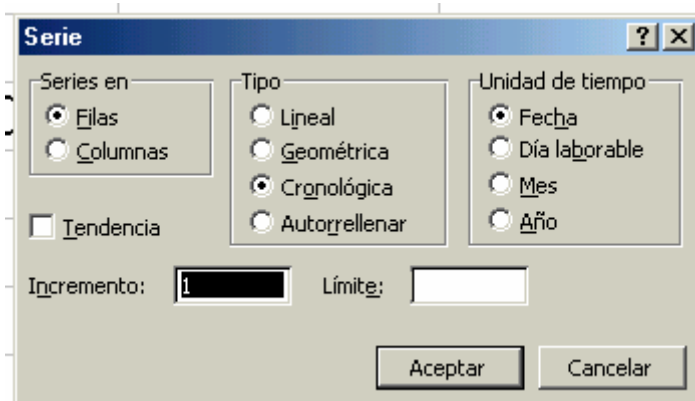 Serie
Series en
Filas
Columnas
Tendencia
Tipo
Lineal
Geométrica
Cronológica
Autorrellenar
Unidad de tiempo
Fecha
Día laborable
Mes
Año
Incremento: 1
Límite:
Aceptar
Cancelar